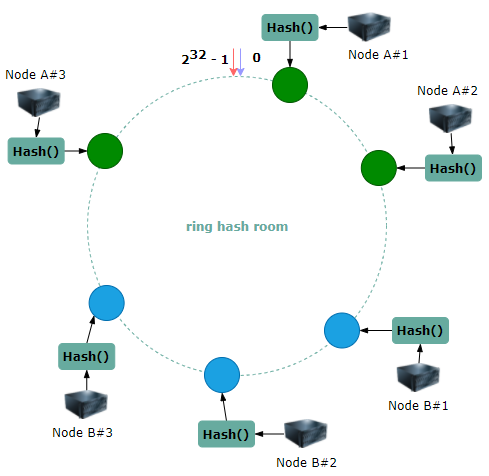 Hash()
Node A#1
2^32 - 1
0
Node A#3
Node A#2
Hash()
Hash()
ring hash room
Hash()
Hash()
Node B#1
Node B#3
Hash()
Node B#2